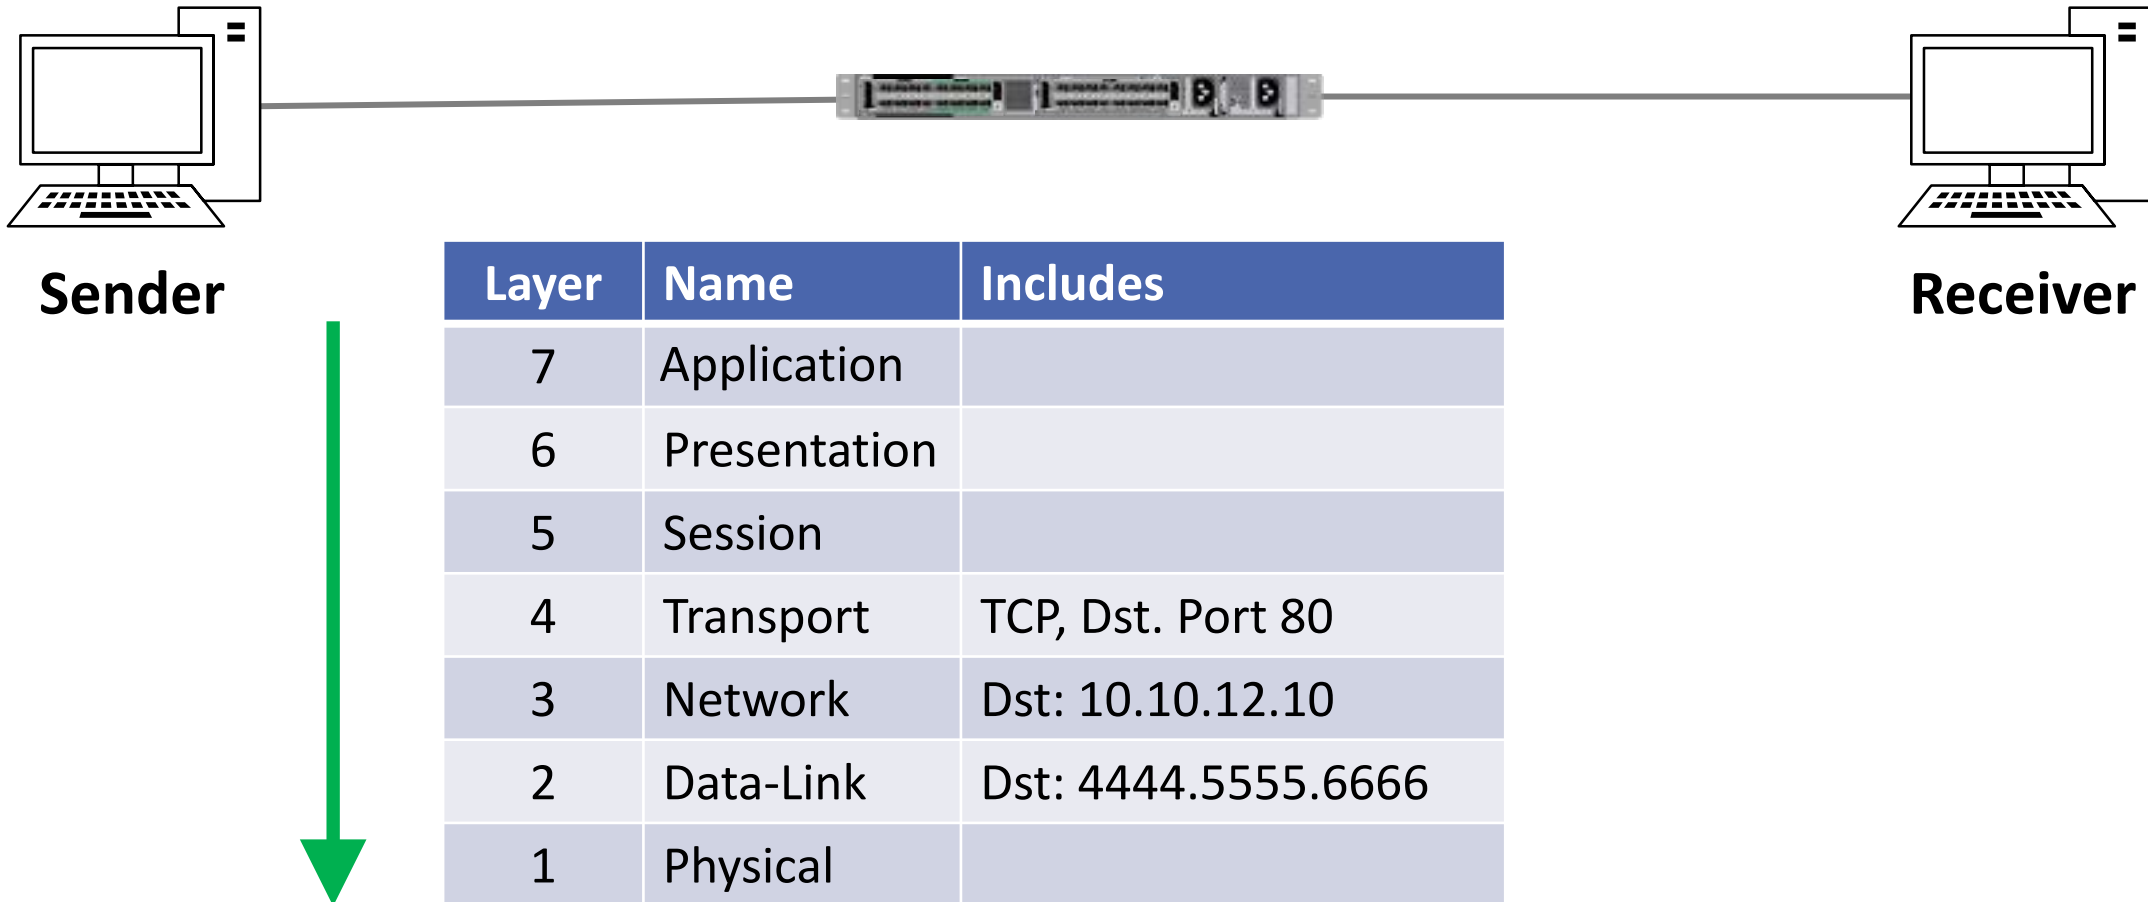 Sender
Receiver
Layer Name Includes
7 Application
6 Presentation
5 Session
4 Transport TCP, Dst. Port 80
3 Network Dst: 10.10.12.10
2 Data-Link Dst: 4444.5555.6666
1 Physical